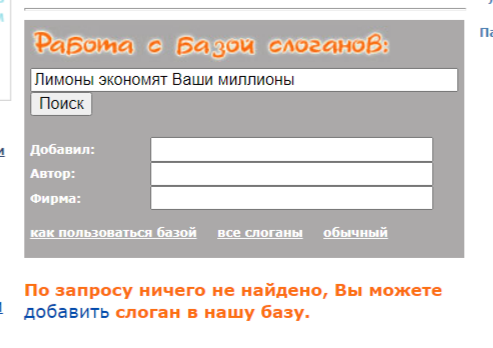 Работа с базой слоганов:
Лимоны экономят Ваши миллионы
Поиск
Добавил:
Автор:
Фирма:
как пользоваться базой все слоганы обычный
По запросу ничего не найдено, Вы можете
добавить слоган в нашу базу.